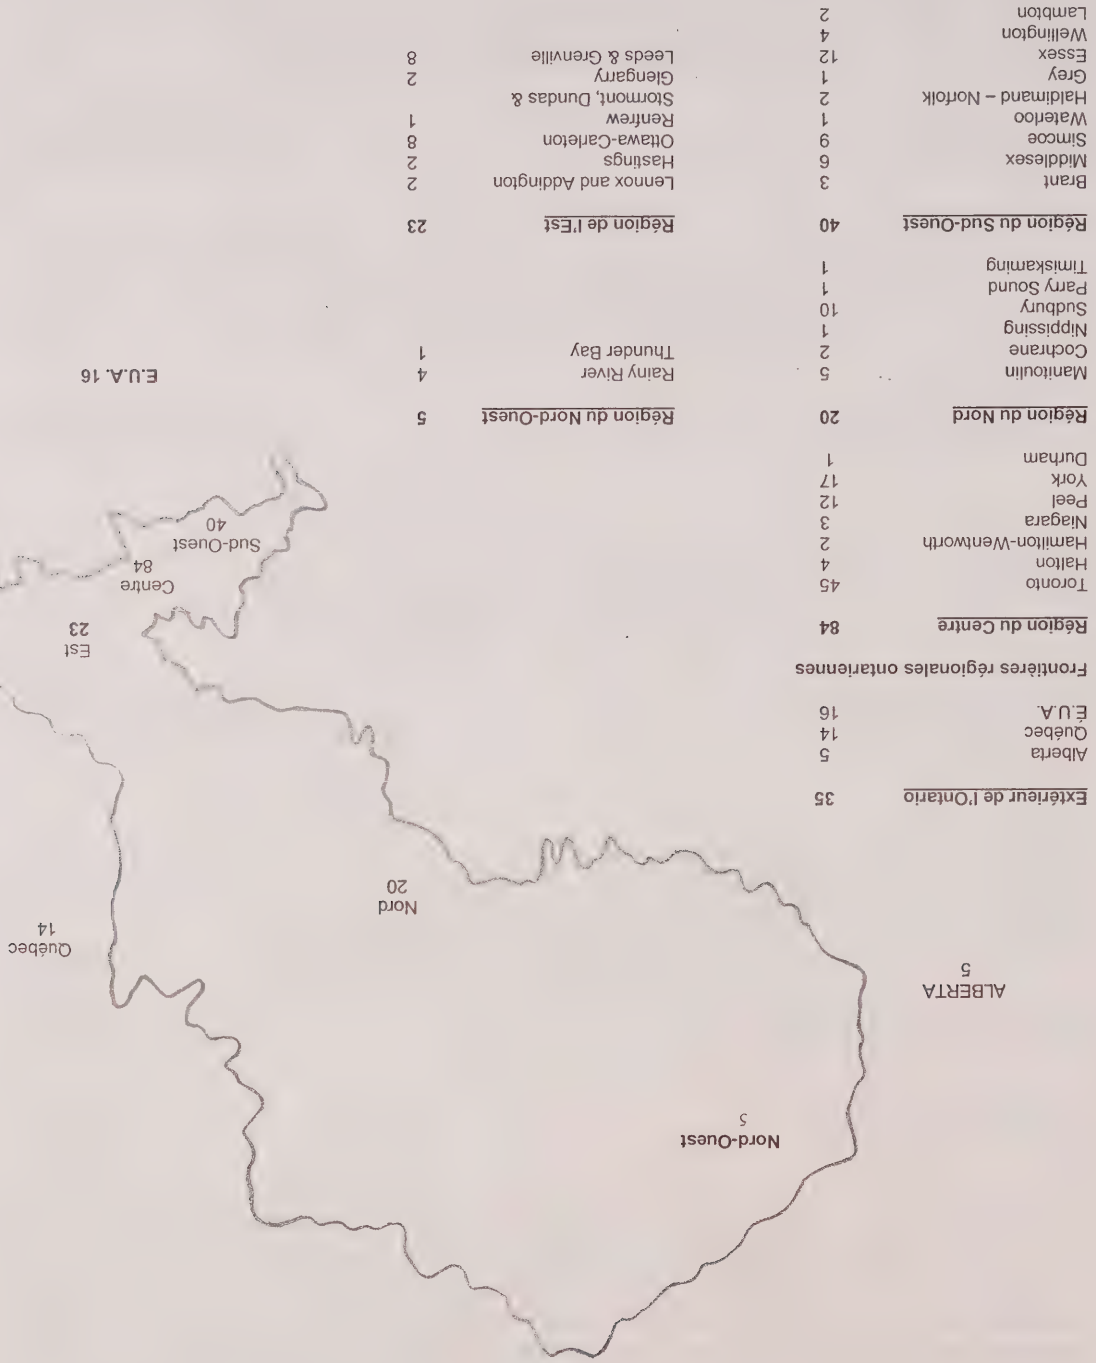 Nord-Ouest
5
ALBERTA
5
Québec
14
Nord
20
Extérieur de l'Ontario 35
Alberta 5
Québec 14
É.U.A. 16
Frontitères régionales ontariennes
Est
23
Région du Centre 84
Toronto 45
Halton 4
Hamilton-Wentworth 2
Niagara 3
Peel 12
York 17
Durham 1
Centre
84
Sud-Ouest
40
Région du Nord 20
Manitoulin 5
Cochrane 2
Nippissing 1
Sudbury 10
Parry Sound 1
Timiskaming 1
Région du Nord-Ouest 5
Rainy River 4
Thunder Bay 1
E.U.A. 16
Région du Sud-Ouest 40
Brant 3
Middlesex 6
Simcoe 9
Waterloo 1
Haldimand – Norfolk 2
Grey 1
Essex 12
Wellington 4
Lambton 2
Région de l'Est 23
Lennox and Addington 2
Hastings 2
Ottawa-Carleton 8
Renfrew 1
Stormont, Dundas &
Glengarry 2
Leeds & Grenville 8